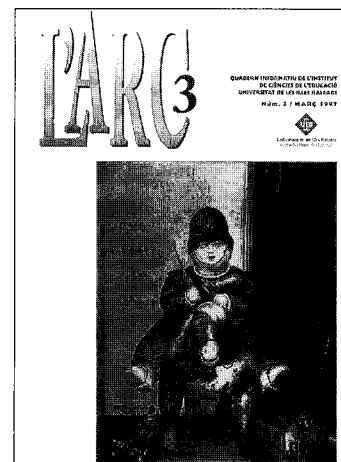 L'ARC 3
QUADERN INFORMATIU DE L'INSTITUT
DE CIÈNCIES DE L'EDUCACIÓ
UNIVERSITAT DE LES ILLES BALEARS
Núm. 3 / MARÇ 1997
UIB